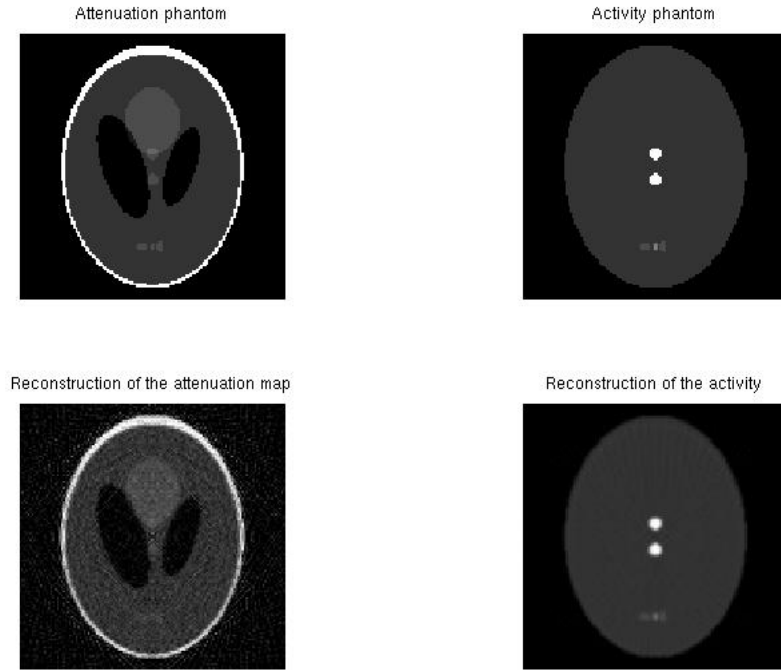 Attenuation phantom
Activity phantom
Reconstruction of the attenuation map
Reconstruction of the activity